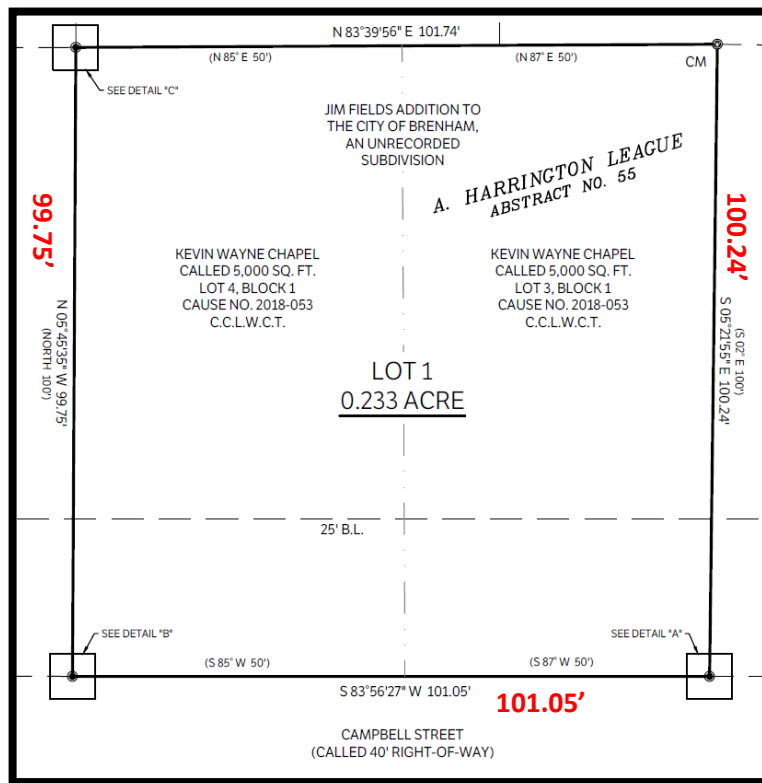 N 83°39'56" E 101.74'
(N 85° E 50')
(N 87° E 50')
CM
SEE DETAIL "C"
JIM FIELDS ADDITION TO
THE CITY OF BRENHAM,
AN UNRECORDED
SUBDIVISION
A. HARRINGTON LEAGUE
ABSTRACT NO. 55
99.75’
100.24’
KEVIN WAYNE CHAPEL
CALLED 5,000 SQ. FT.
LOT 4, BLOCK 1
CAUSE NO. 2018-053
C.C.L.W.C.T.
KEVIN WAYNE CHAPEL
CALLED 5,000 SQ. FT.
LOT 3, BLOCK 1
CAUSE NO. 2018-053
C.C.L.W.C.T.
N 05°45'35" W 99.75'
(NORTH 100')
(S 02° E 100')
S 05°21'55" E 100.24'
LOT 1
0.233 ACRE
25' B.L.
SEE DETAIL "B"
SEE DETAIL "A"
(S 85° W 50')
(S 87° W 50')
S 83°56'27" W 101.05'
101.05’
CAMPBELL STREET
(CALLED 40' RIGHT-OF-WAY)